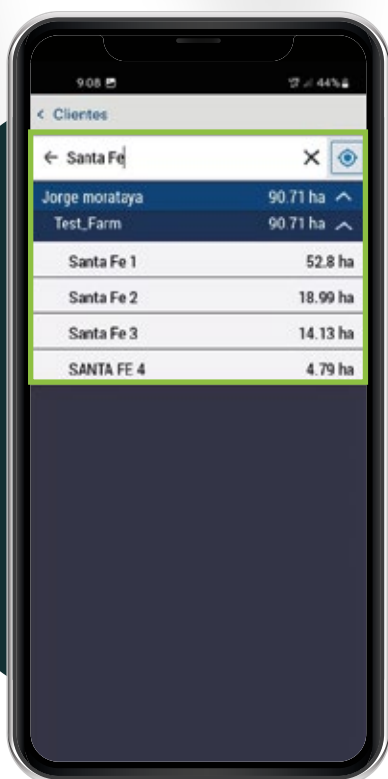 9:08 44%
< Clientes
← Santa Fe ✕
Jorge morataya 90.71 ha
Test_Farm 90.71 ha
Santa Fe 1 52.8 ha
Santa Fe 2 18.99 ha
Santa Fe 3 14.13 ha
SANTA FE 4 4.79 ha